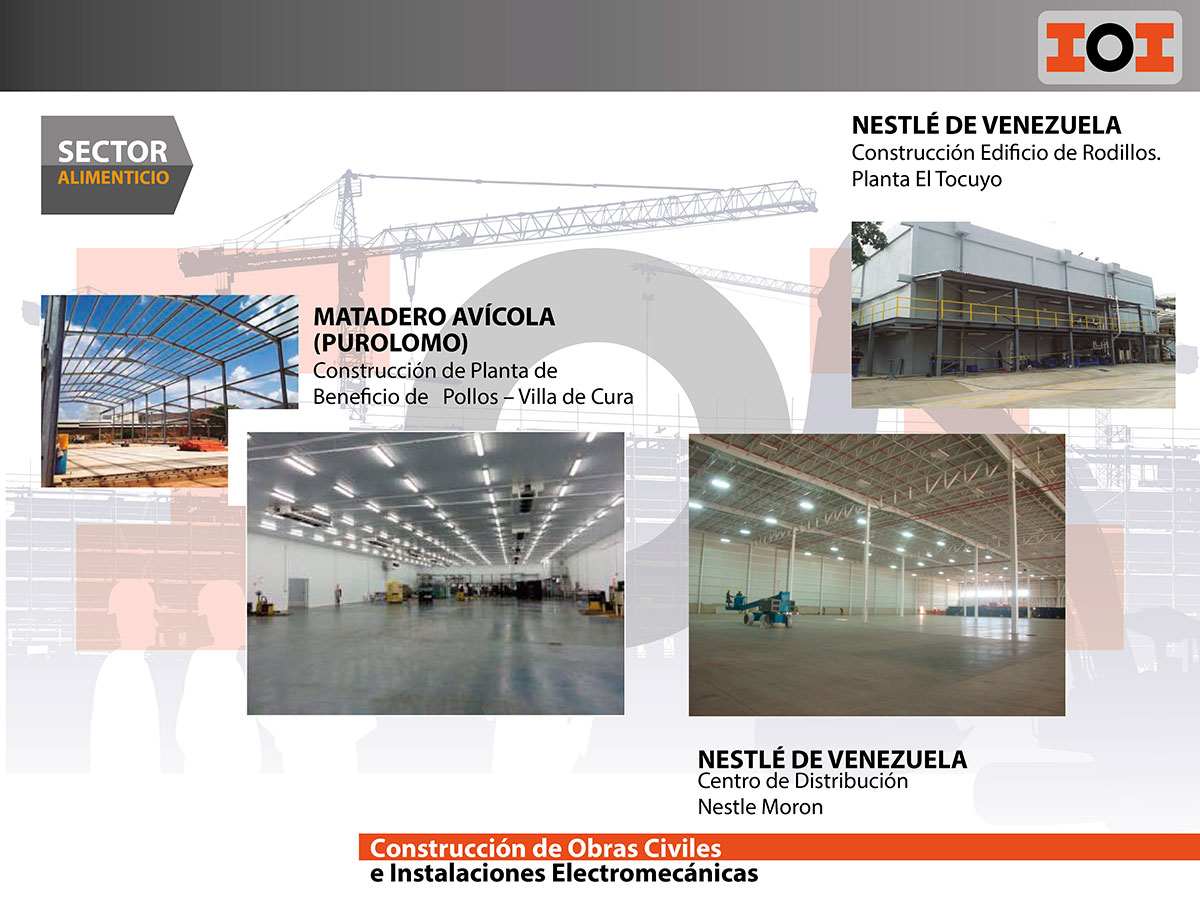 IOI
SECTOR
ALIMENTICIO
NESTLÉ DE VENEZUELA
Construcción Edificio de Rodillos.
Planta El Tocuyo
MATADERO AVÍCOLA
(PUROLOMO)
Construcción de Planta de
Beneficio de Pollos – Villa de Cura
NESTLÉ DE VENEZUELA
Centro de Distribución
Nestle Moron
Construcción de Obras Civiles
e Instalaciones Electromecánicas